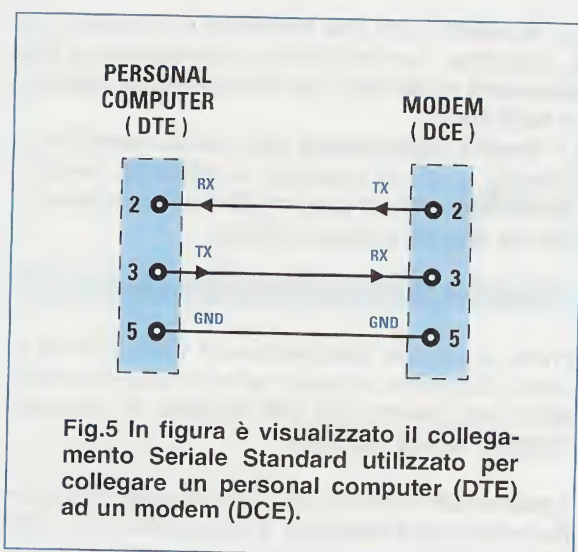 PERSONAL
COMPUTER
( DTE )
MODEM
( DCE )
2 RX TX 2
3 TX RX 3
5 GND GND 5
Fig.5 In figura è visualizzato il collega-
mento Seriale Standard utilizzato per
collegare un personal computer (DTE)
ad un modem (DCE).